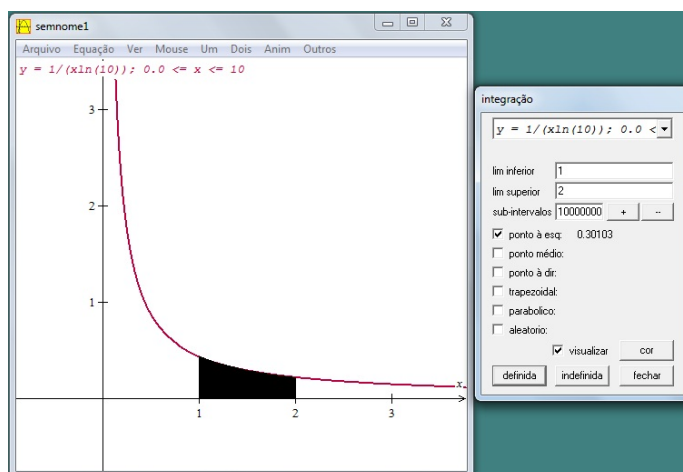 semnome1
Arquivo Equação Ver Mouse Um Dois Anim Outros
y = 1/(xln(10)); 0.0 <= x <= 10
3
2
1
x
1 2 3
integração
y = 1/(xln(10)); 0.0 <
lim inferior 1
lim superior 2
sub-intervalos 10000000 + --
ponto à esq: 0.30103
ponto médio:
ponto à dir:
trapezoidal:
parabolico:
aleatorio:
visualizar cor
definida indefinida fechar